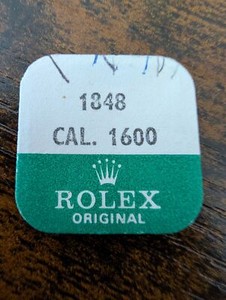 1848
CAL. 1600
ROLEX
ORIGINAL